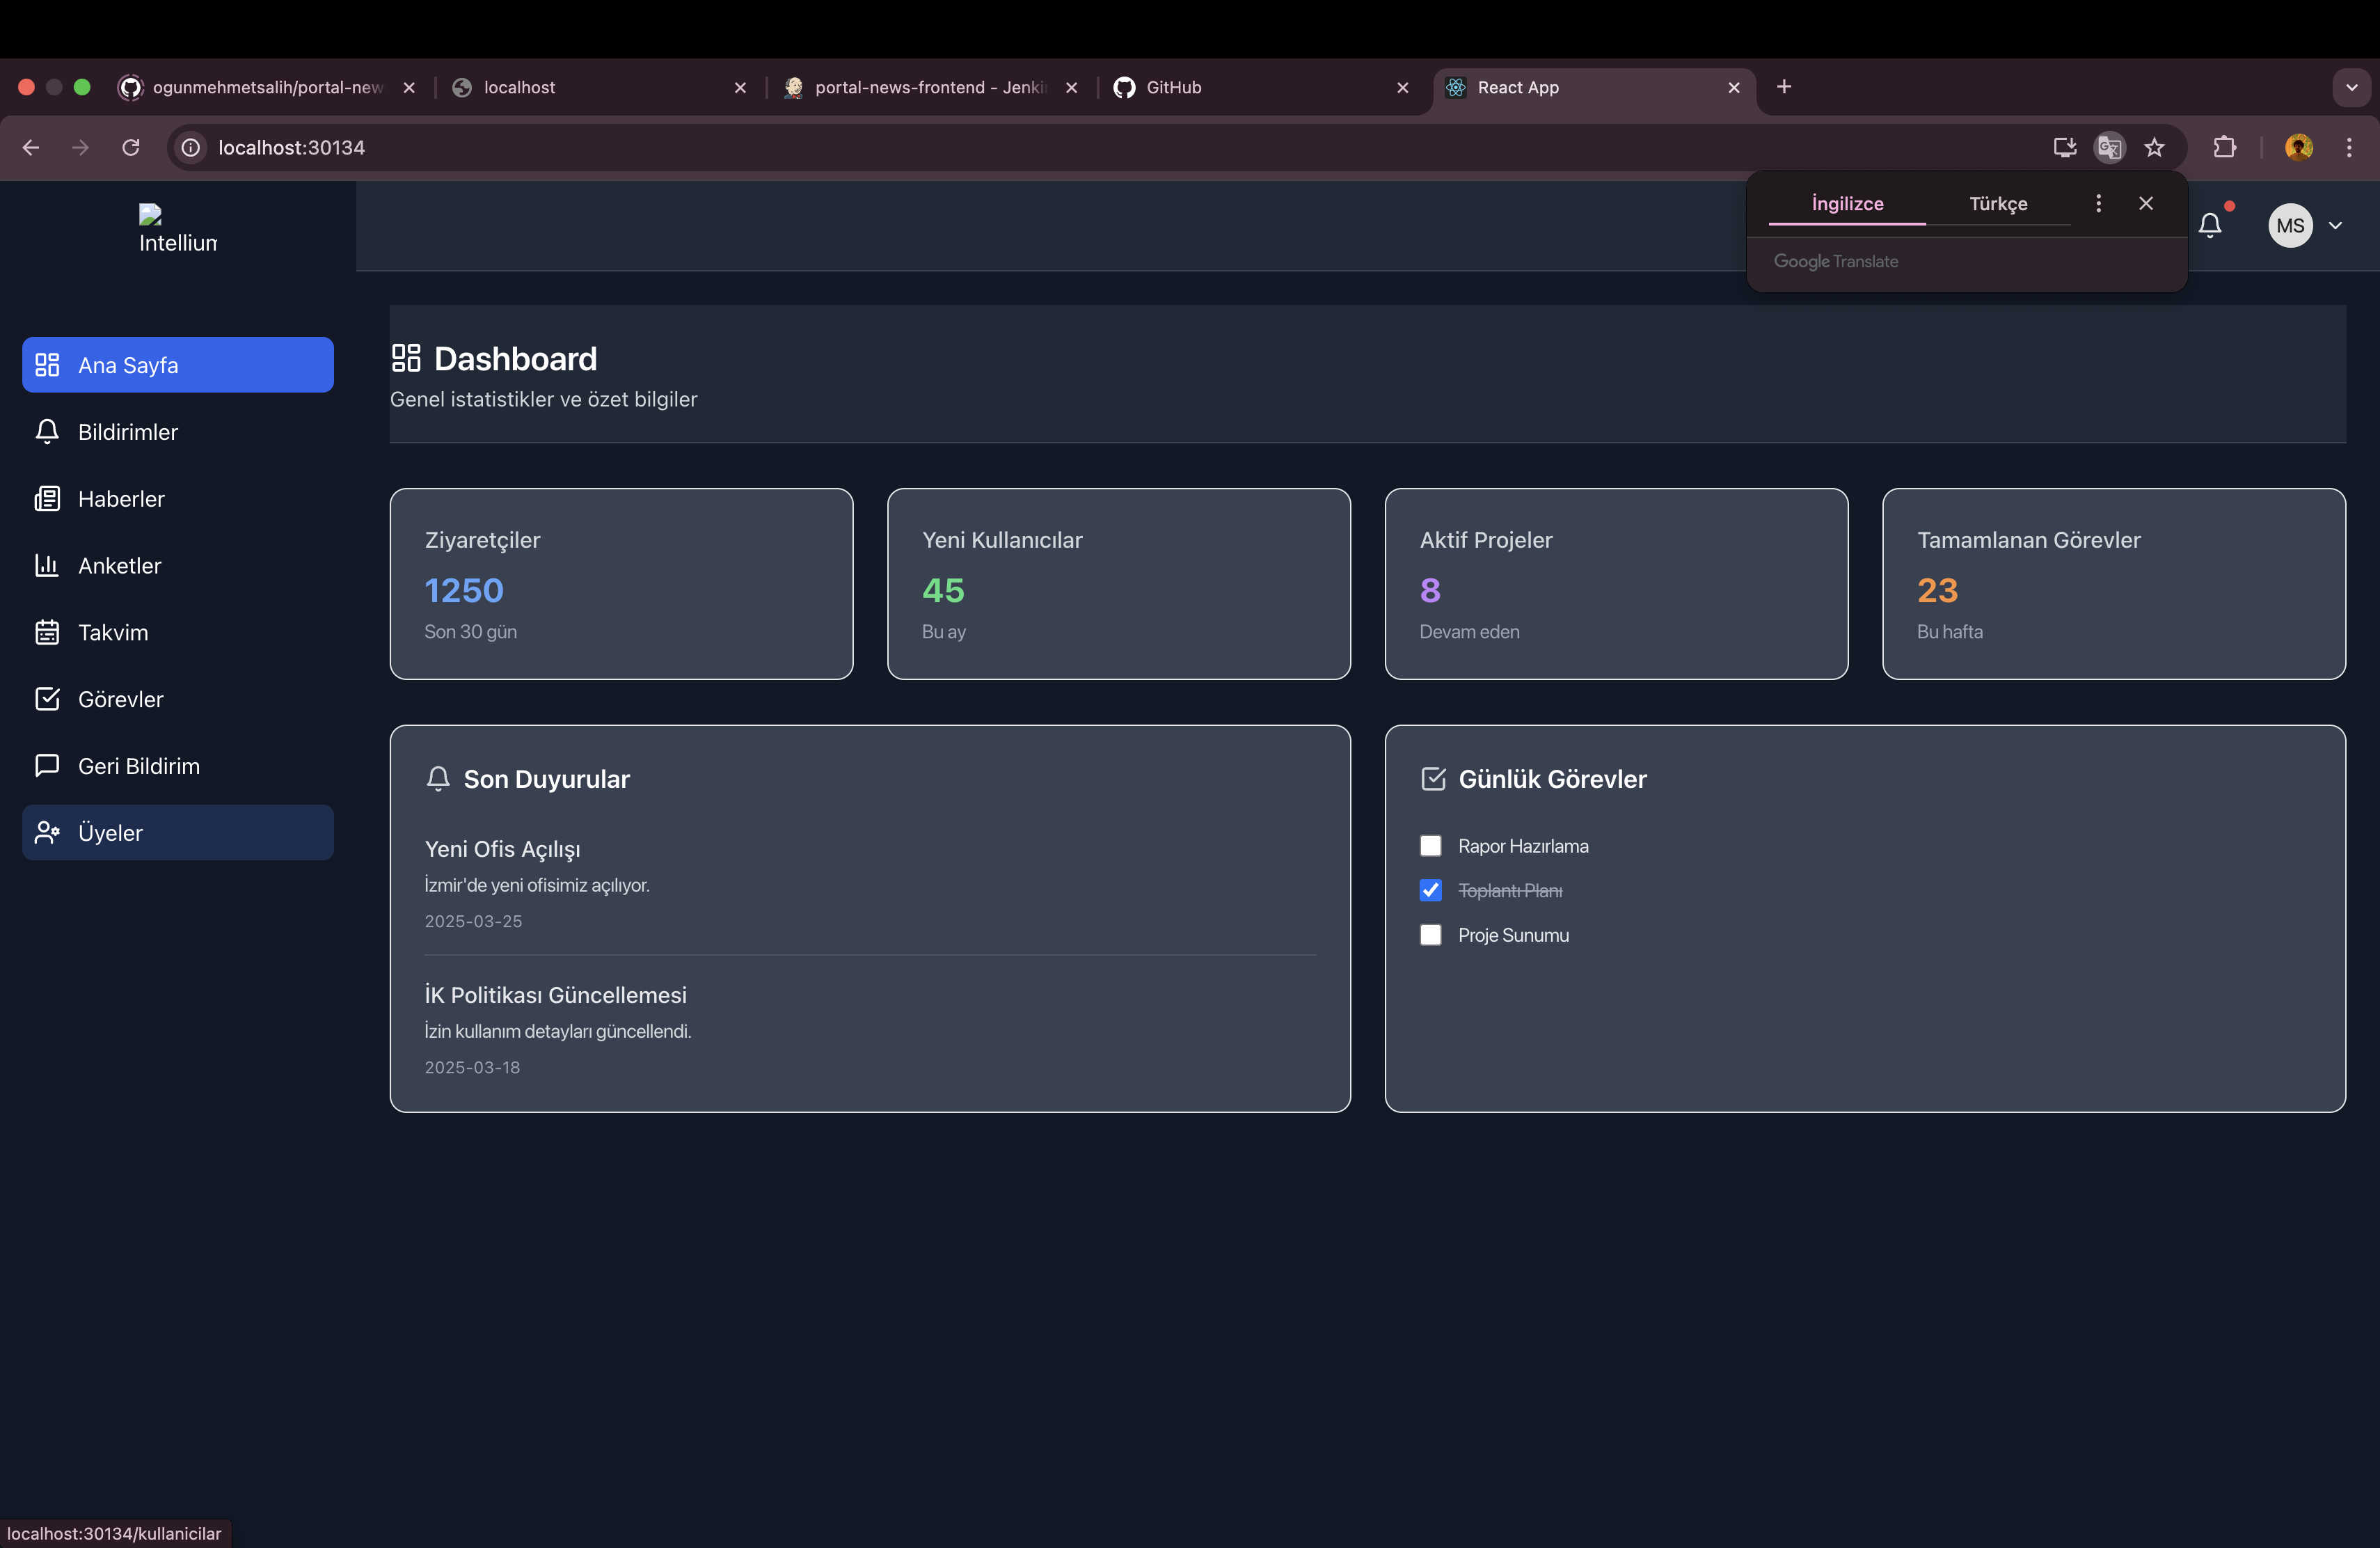 ogunmehmetsalih/portal-new
localhost
portal-news-frontend - Jenki
GitHub
React App
localhost:30134
İngilizce
Türkçe
Google Translate
Intellium
MS
Ana Sayfa
Bildirimler
Haberler
Anketler
Takvim
Görevler
Geri Bildirim
Üyeler
Dashboard
Genel istatistikler ve özet bilgiler
Ziyaretçiler
1250
Son 30 gün
Yeni Kullanıcılar
45
Bu ay
Aktif Projeler
8
Devam eden
Tamamlanan Görevler
23
Bu hafta
Son Duyurular
Yeni Ofis Açılışı
İzmir'de yeni ofisimiz açılıyor.
2025-03-25
İK Politikası Güncellemesi
İzin kullanım detayları güncellendi.
2025-03-18
Günlük Görevler
Rapor Hazırlama
Toplantı Planı
Proje Sunumu
localhost:30134/kullanicilar